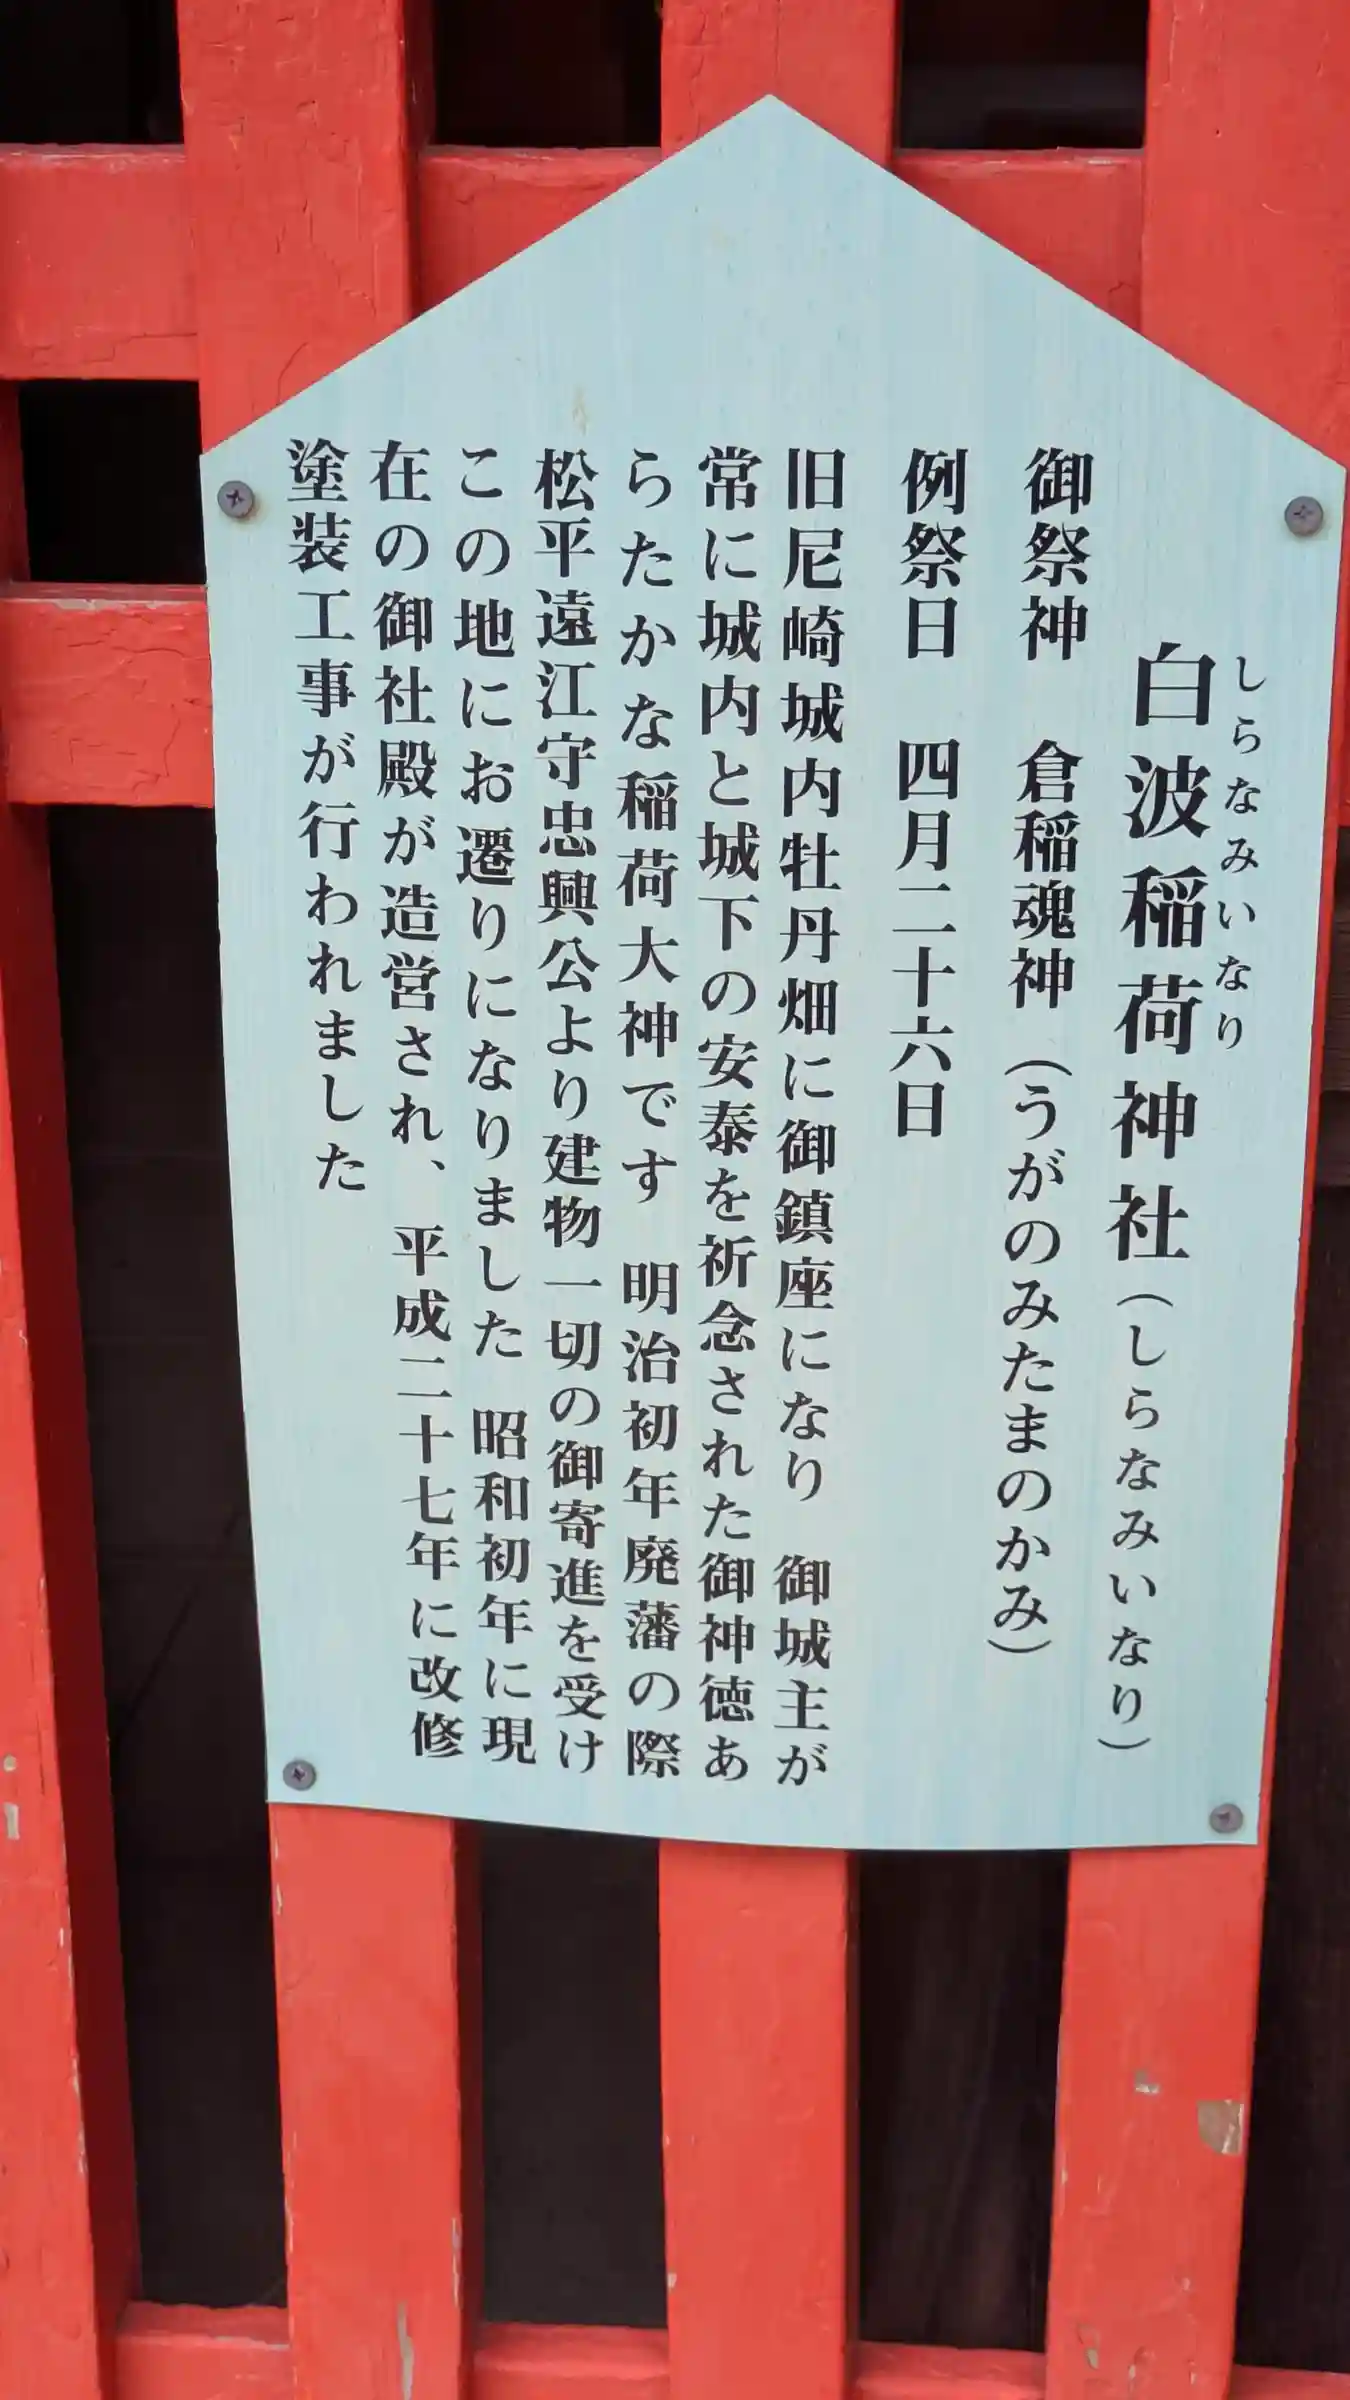 しらなみいなり
白波稲荷神社(しらなみいなり)
御祭神 倉稲魂神(うがのみたまのかみ)
例祭日 四月二十六日
旧尼崎城内牡丹畑に御鎮座になり 御城主が
常に城内と城下の安泰を祈念された御神徳あ
らたかな稲荷大神です 明治初年廃藩の際
松平遠江守忠興公より建物一切の御寄進を受け
この地にお遷りになりました 昭和初年に現
在の御社殿が造営され、 平成二十七年に改修
塗装工事が行われました